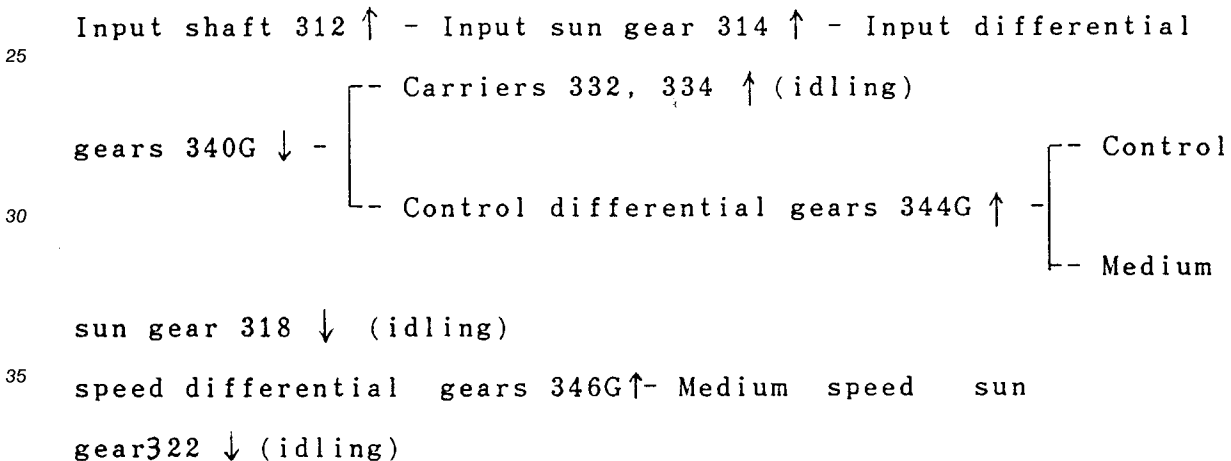 Input shaft 312 ↑ - Input sun gear 314 ↑ - Input differential
25
-- Carriers 332, 334 ↑ (idling)
gears 340G ↓ -
-- Control
-- Control differential gears 344G ↑ -
30
-- Medium
sun gear 318 ↓ (idling)
35
speed differential gears 346G↑- Medium speed sun
gear322 ↓ (idling)